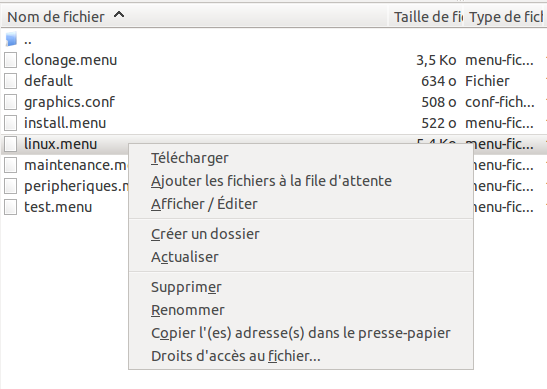 Nom de fichier Taille de fi Type de fich
..
clonage.menu 3,5 Ko menu-fic...
default 634 o Fichier
graphics.conf 508 o conf-fich...
install.menu 522 o menu-fic...
linux.menu 5,4 Ko menu-fic...
maintenance.m menu-fic...
peripheriques.m menu-fic...
test.menu menu-fic...
Télécharger
Ajouter les fichiers à la file d'attente
Afficher / Éditer
Créer un dossier
Actualiser
Supprimer
Renommer
Copier l'(es) adresse(s) dans le presse-papier
Droits d'accès au fichier...